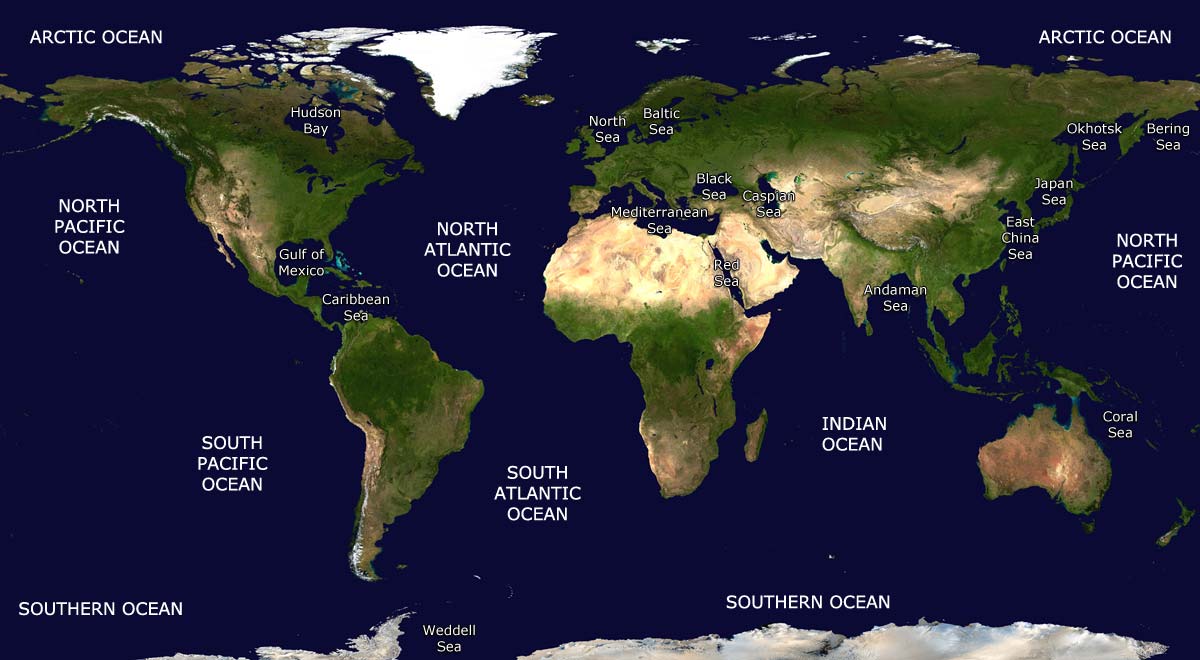 ARCTIC OCEAN
ARCTIC OCEAN
Hudson
Bay
North
Sea
Baltic
Sea
Okhotsk
Sea
Bering
Sea
Black
Sea
Caspian
Sea
Japan
Sea
NORTH
PACIFIC
OCEAN
Mediterranean
Sea
East
China
Sea
NORTH
ATLANTIC
OCEAN
NORTH
PACIFIC
OCEAN
Gulf of
Mexico
Red
Sea
Andaman
Sea
Caribbean
Sea
INDIAN
OCEAN
Coral
Sea
SOUTH
PACIFIC
OCEAN
SOUTH
ATLANTIC
OCEAN
SOUTHERN OCEAN
SOUTHERN OCEAN
Weddell
Sea